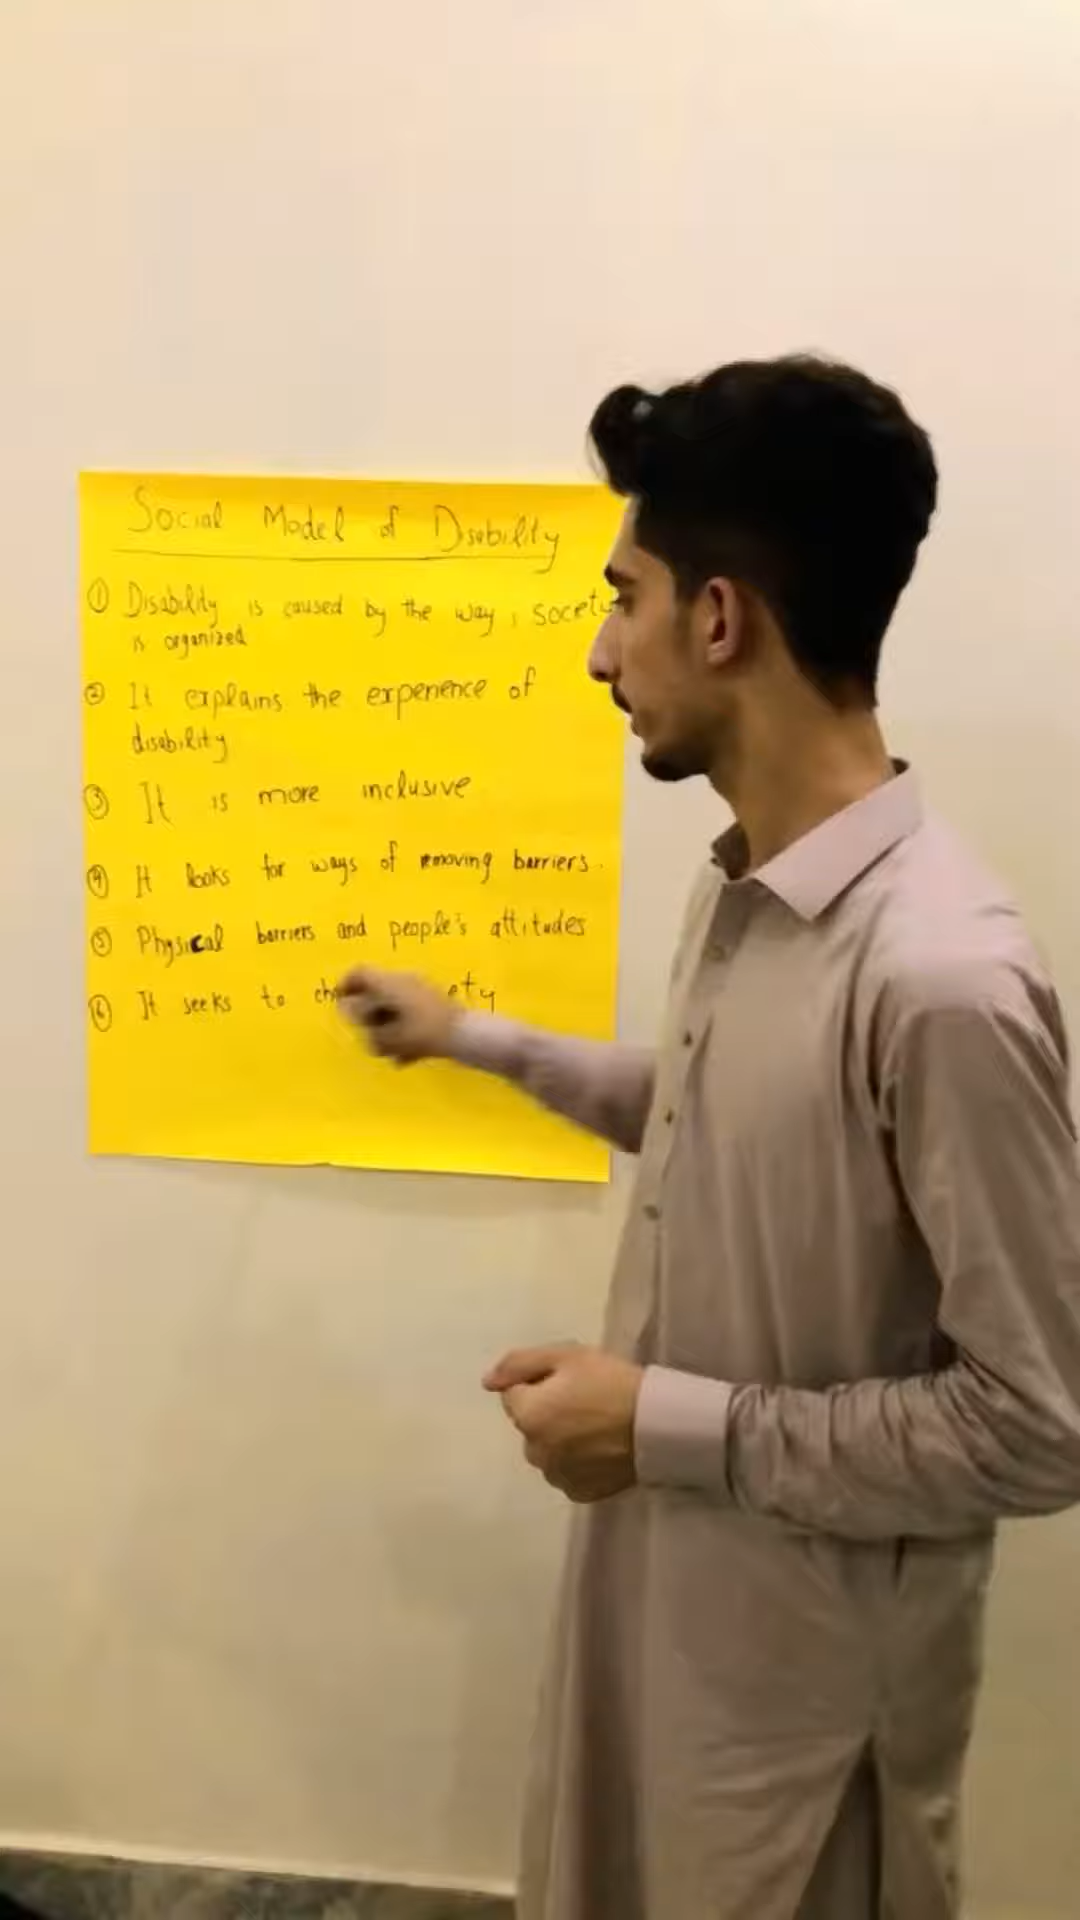 Social Model of Disability
① Disability is caused by the way, society
is organized
② It explains the experience of
disability
③ It is more inclusive
④ It looks for ways of removing barriers.
⑤ Physical barriers and people's attitudes
⑥ It seeks to